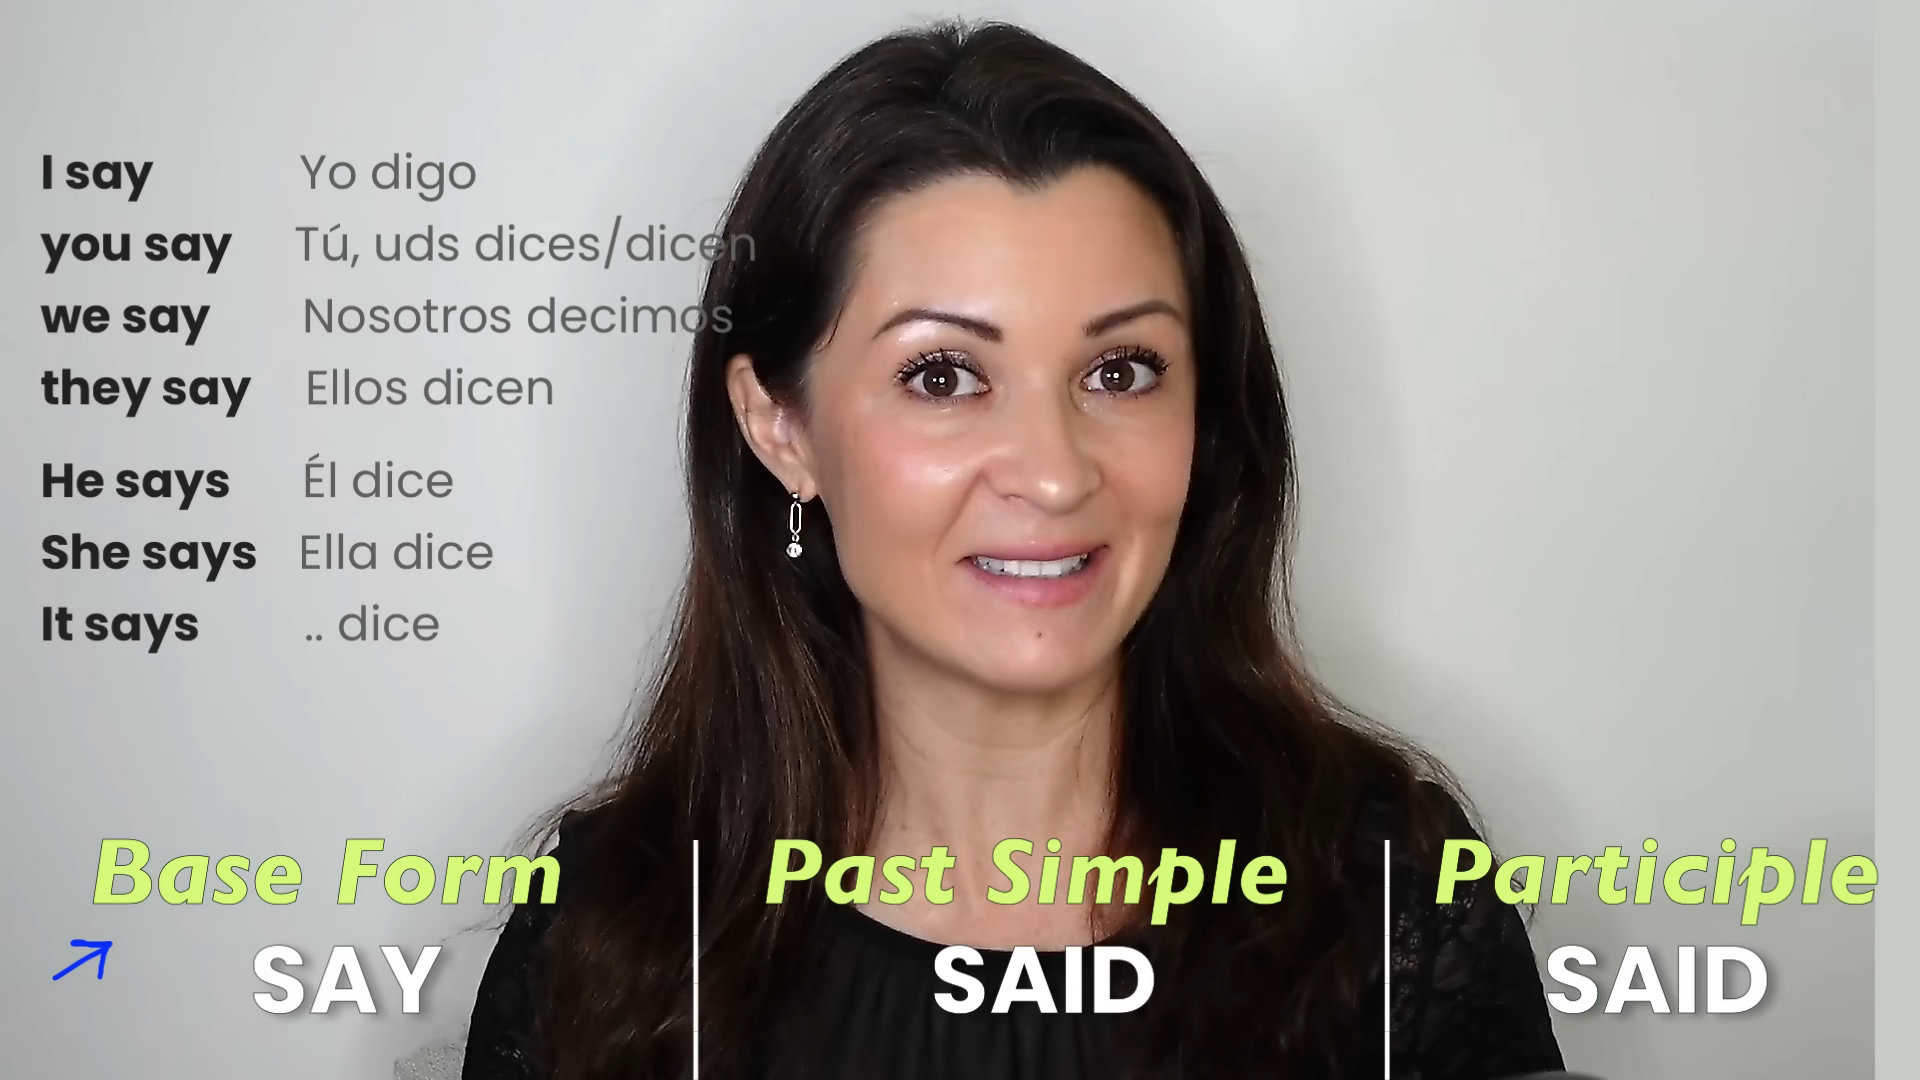 I say Yo digo
you say Tú, uds dices/dicen
we say Nosotros decimos
they say Ellos dicen
He says Él dice
She says Ella dice
It says .. dice
Base Form Past Simple Participle
SAY SAID SAID